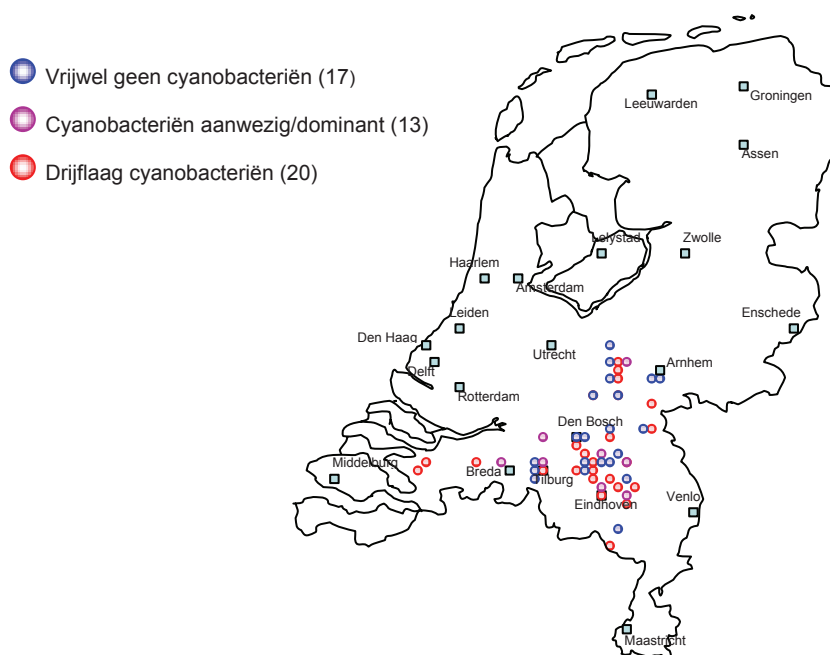 Vrijwel geen cyanobacteriën (17)
Cyanobacteriën aanwezig/dominant (13)
Drijflaag cyanobacteriën (20)
Groningen
Leeuwarden
Assen
Lelystad
Zwolle
Haarlem
Amsterdam
Leiden
Enschede
Den Haag
Utrecht
Delft
Arnhem
Rotterdam
Den Bosch
Middelburg
Breda
Tilburg
Eindhoven
Venlo
Maastricht